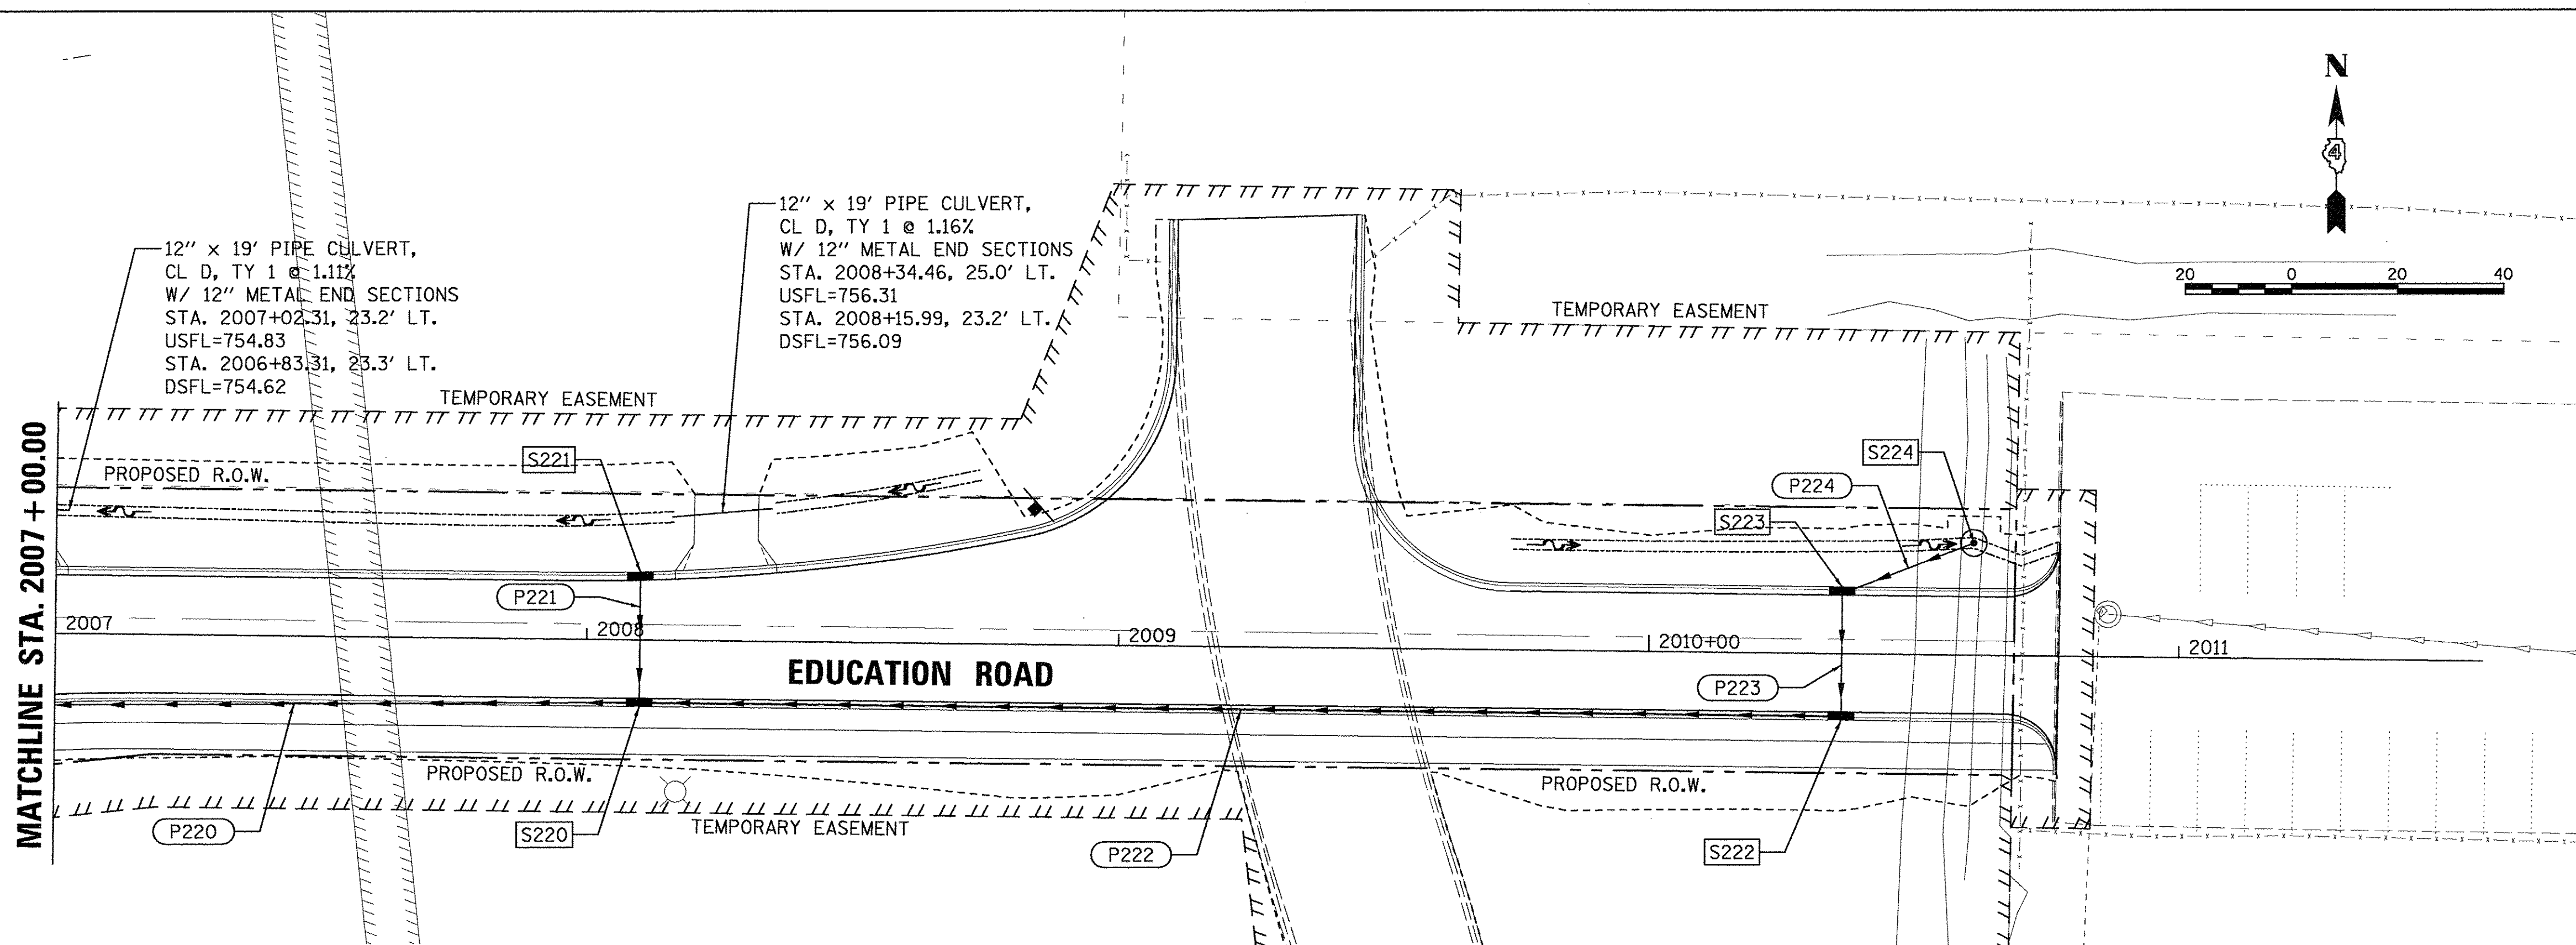 N
4
20 0 20 40
12" x 19' PIPE CULVERT,
CL D, TY 1 @ 1.11%
W/ 12" METAL END SECTIONS
STA. 2007+02.31, 23.2' LT.
USFL=754.83
STA. 2006+83.31, 23.3' LT.
DSFL=754.62
12" x 19' PIPE CULVERT,
CL D, TY 1 @ 1.16%
W/ 12" METAL END SECTIONS
STA. 2008+34.46, 25.0' LT.
USFL=756.31
STA. 2008+15.99, 23.2' LT.
DSFL=756.09
TEMPORARY EASEMENT
TEMPORARY EASEMENT
MATCHLINE STA. 2007+00.00
PROPOSED R.O.W.
S221
S224
P224
S223
P221
2007
2008
2009
2010+00
2011
EDUCATION ROAD
P223
PROPOSED R.O.W.
PROPOSED R.O.W.
P220
S220
TEMPORARY EASEMENT
P222
S222